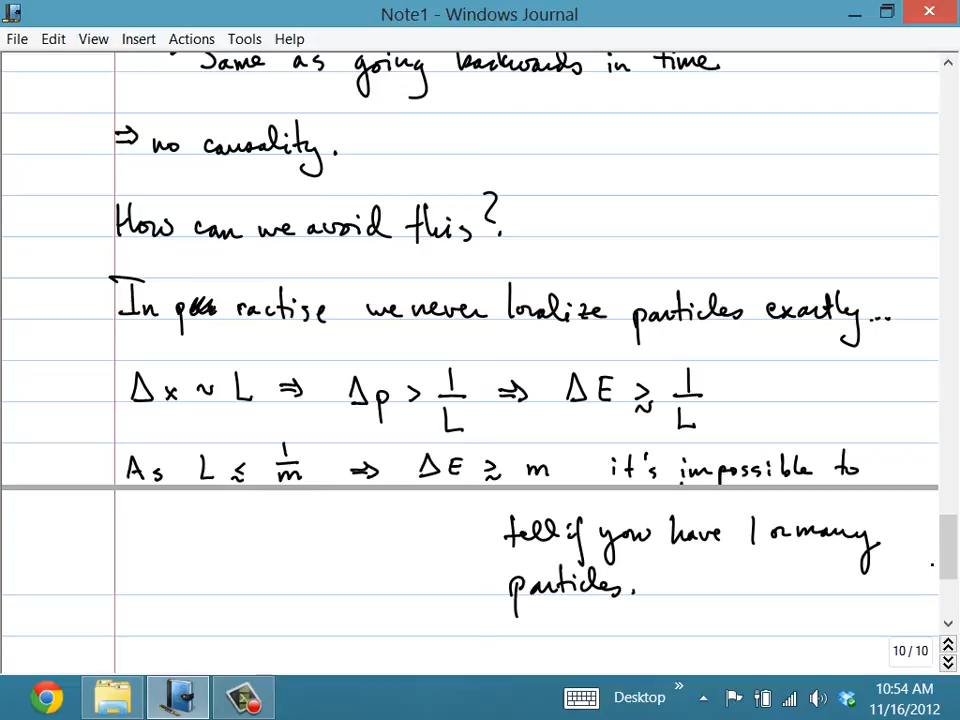 Note1 - Windows Journal
File Edit View Insert Actions Tools Help
Same as going backwards in time
⇒ no causality.
How can we avoid this?
In practise we never localize particles exactly...
Δx ~ L ⇒ Δp > 1/L ⇒ ΔE ≳ 1/L
As L ≲ 1/m ⇒ ΔE ≳ m it's impossible to
tell if you have 1 or many
particles.
10 / 10
Desktop
10:54 AM
11/16/2012